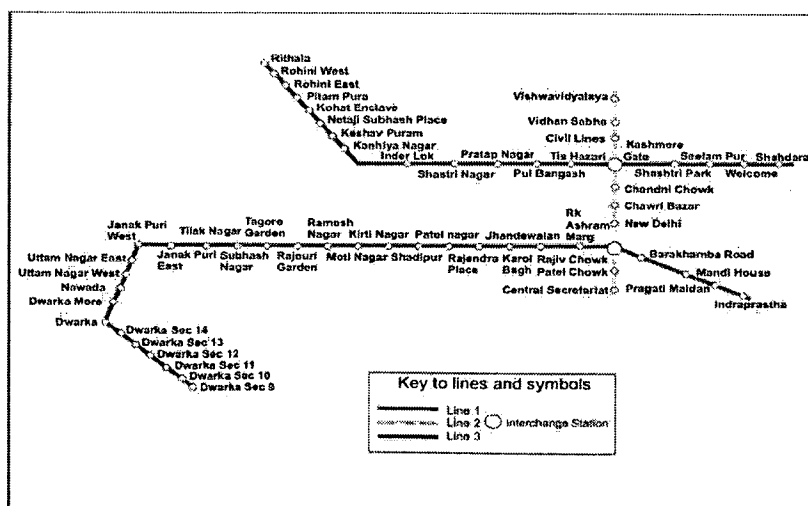 Rithala
Rohini West
Rohini East
Pitam Pura
Kohat Enclave
Netaji Subhash Place
Keshav Puram
Kanhiya Nagar
Inder Lok
Shastri Nagar
Pratap Nagar
Pul Bangash
Tis Hazari
Kashmere
Gate
Shashtri Park
Seelam Pur
Welcome
Shahdara
Vishwavidyalaya
Vidhan Sabha
Civil Lines
Chandni Chowk
Chawri Bazar
New Delhi
Janak Puri
West
Tilak Nagar
Tagore
Garden
Ramesh
Nagar
Kirti Nagar
Patel nagar
Jhandewalan
Rk
Ashram
Marg
Janak Puri
East
Subhash
Nagar
Rajouri
Garden
Moti Nagar
Shadipur
Rajendra
Place
Karol
Bagh
Rajiv Chowk
Patel Chowk
Central Secretariat
Barakhamba Road
Mandi House
Pragati Maidan
Indraprastha
Uttam Nagar East
Uttam Nagar West
Nawada
Dwarka More
Dwarka
Dwarka Sec 14
Dwarka Sec 13
Dwarka Sec 12
Dwarka Sec 11
Dwarka Sec 10
Dwarka Sec 9
Key to lines and symbols
Line 1
Line 2
Interchange Station
Line 3